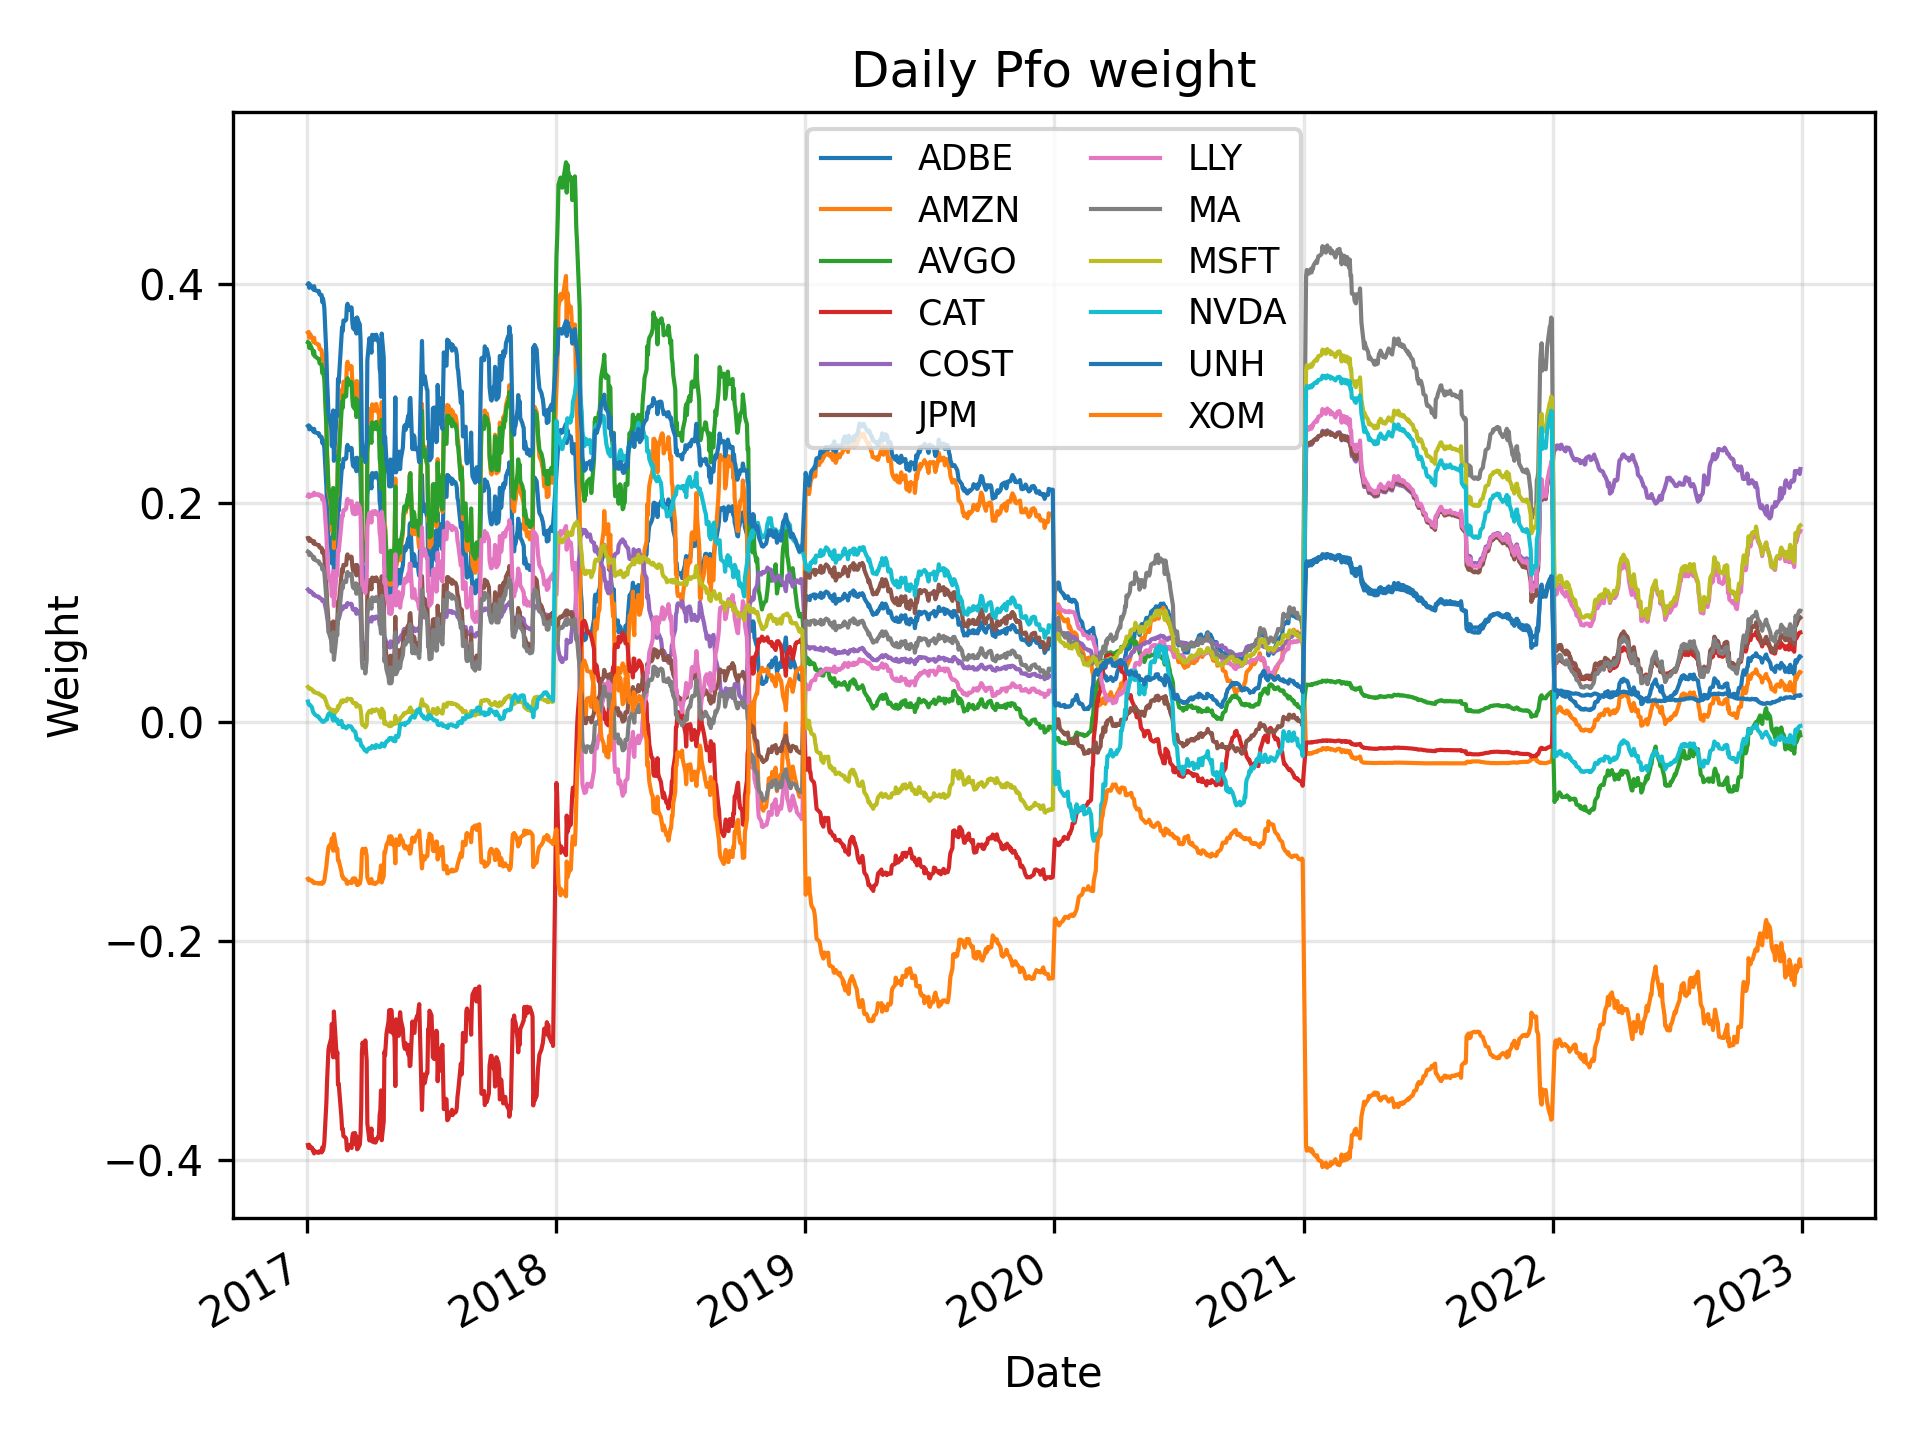 Daily Pfo weight
ADBE
AMZN
AVGO
CAT
COST
JPM
LLY
MA
MSFT
NVDA
UNH
XOM
Weight
0.4
0.2
0.0
−0.2
−0.4
2017
2018
2019
2020
2021
2022
2023
Date